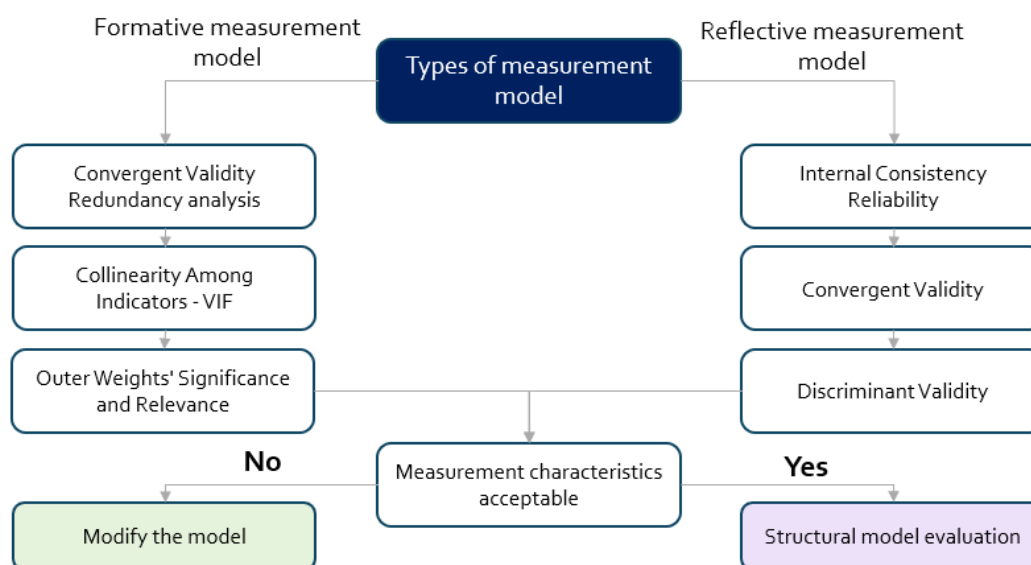 Formative measurement
model
Types of measurement
model
Reflective measurement
model
Convergent Validity
Redundancy analysis
Internal Consistency
Reliability
Collinearity Among
Indicators - VIF
Convergent Validity
Outer Weights' Significance
and Relevance
Discriminant Validity
No
Measurement characteristics
acceptable
Yes
Modify the model
Structural model evaluation